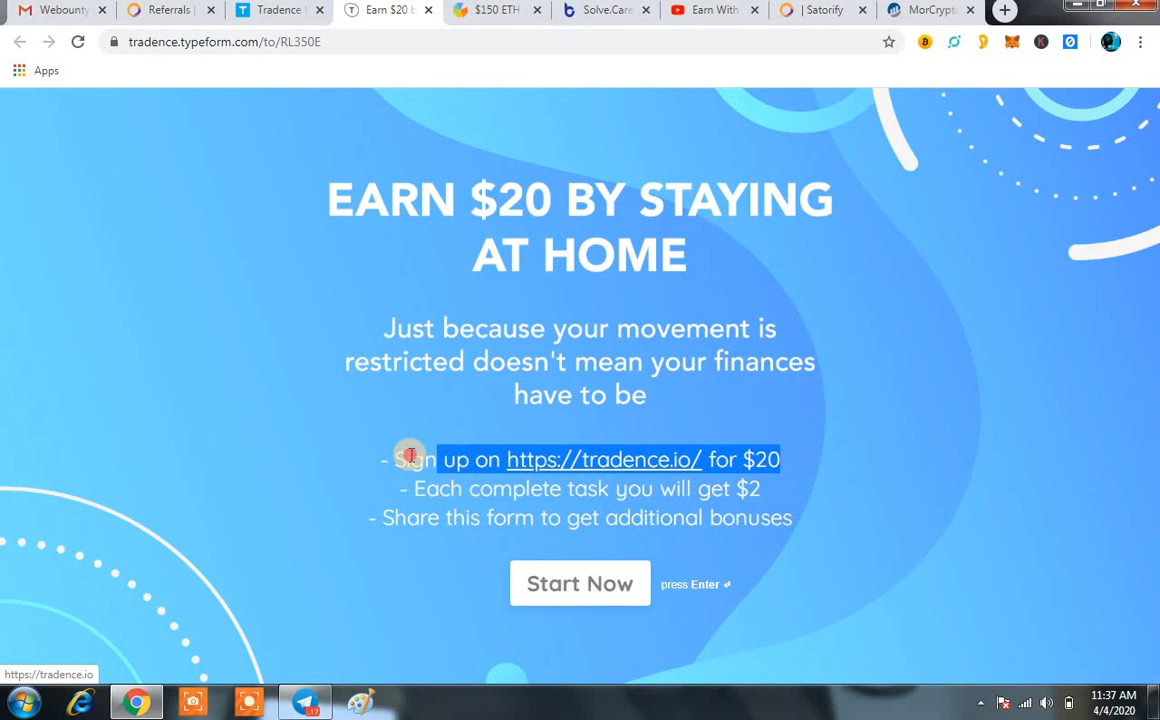 Webounty
Referrals |
Tradence
Earn $20 b
$150 ETH
Solve.Care
Earn With
| Satorify
MorCrypt
tradence.typeform.com/to/RL350E
Apps
EARN $20 BY STAYING
AT HOME
Just because your movement is
restricted doesn't mean your finances
have to be
- Sign up on https://tradence.io/ for $20
- Each complete task you will get $2
- Share this form to get additional bonuses
Start Now
press Enter ↵
https://tradence.io
17
11:37 AM
4/4/2020